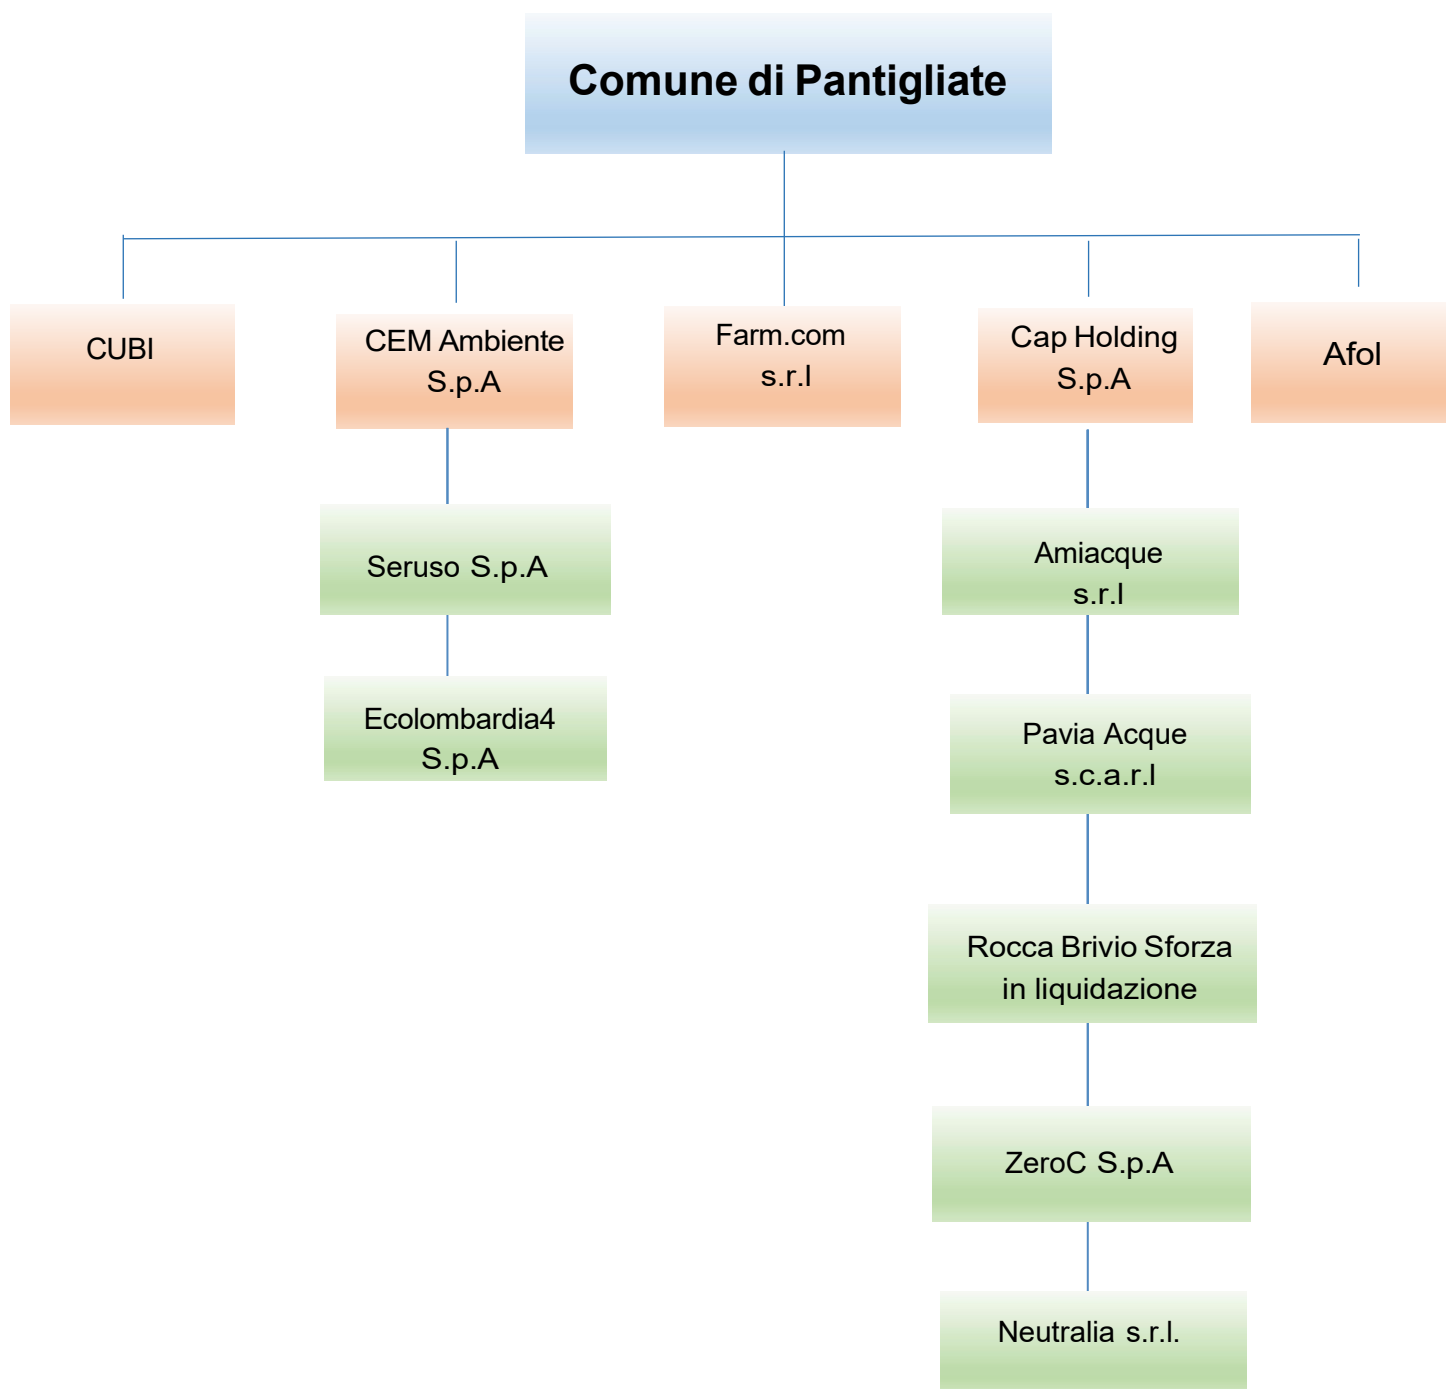 Comune di Pantigliate
CUBI
CEM Ambiente
S.p.A
Farm.com
s.r.l
Cap Holding
S.p.A
Afol
Seruso S.p.A
Ecolombardia4
S.p.A
Amiacque
s.r.l
Pavia Acque
s.c.a.r.l
Rocca Brivio Sforza
in liquidazione
ZeroC S.p.A
Neutralia s.r.l.